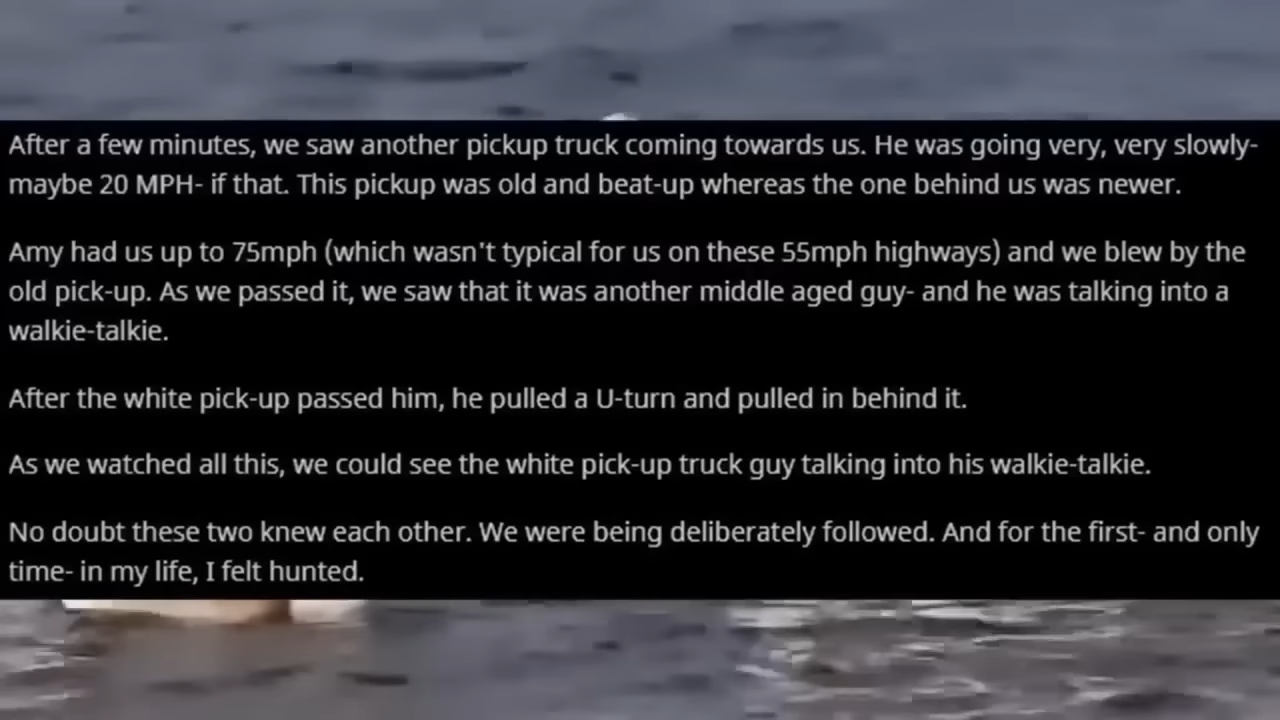 After a few minutes, we saw another pickup truck coming towards us. He was going very, very slowly-
maybe 20 MPH- if that. This pickup was old and beat-up whereas the one behind us was newer.
Amy had us up to 75mph (which wasn't typical for us on these 55mph highways) and we blew by the
old pick-up. As we passed it, we saw that it was another middle aged guy- and he was talking into a
walkie-talkie.
After the white pick-up passed him, he pulled a U-turn and pulled in behind it.
As we watched all this, we could see the white pick-up truck guy talking into his walkie-talkie.
No doubt these two knew each other. We were being deliberately followed. And for the first- and only
time- in my life, I felt hunted.